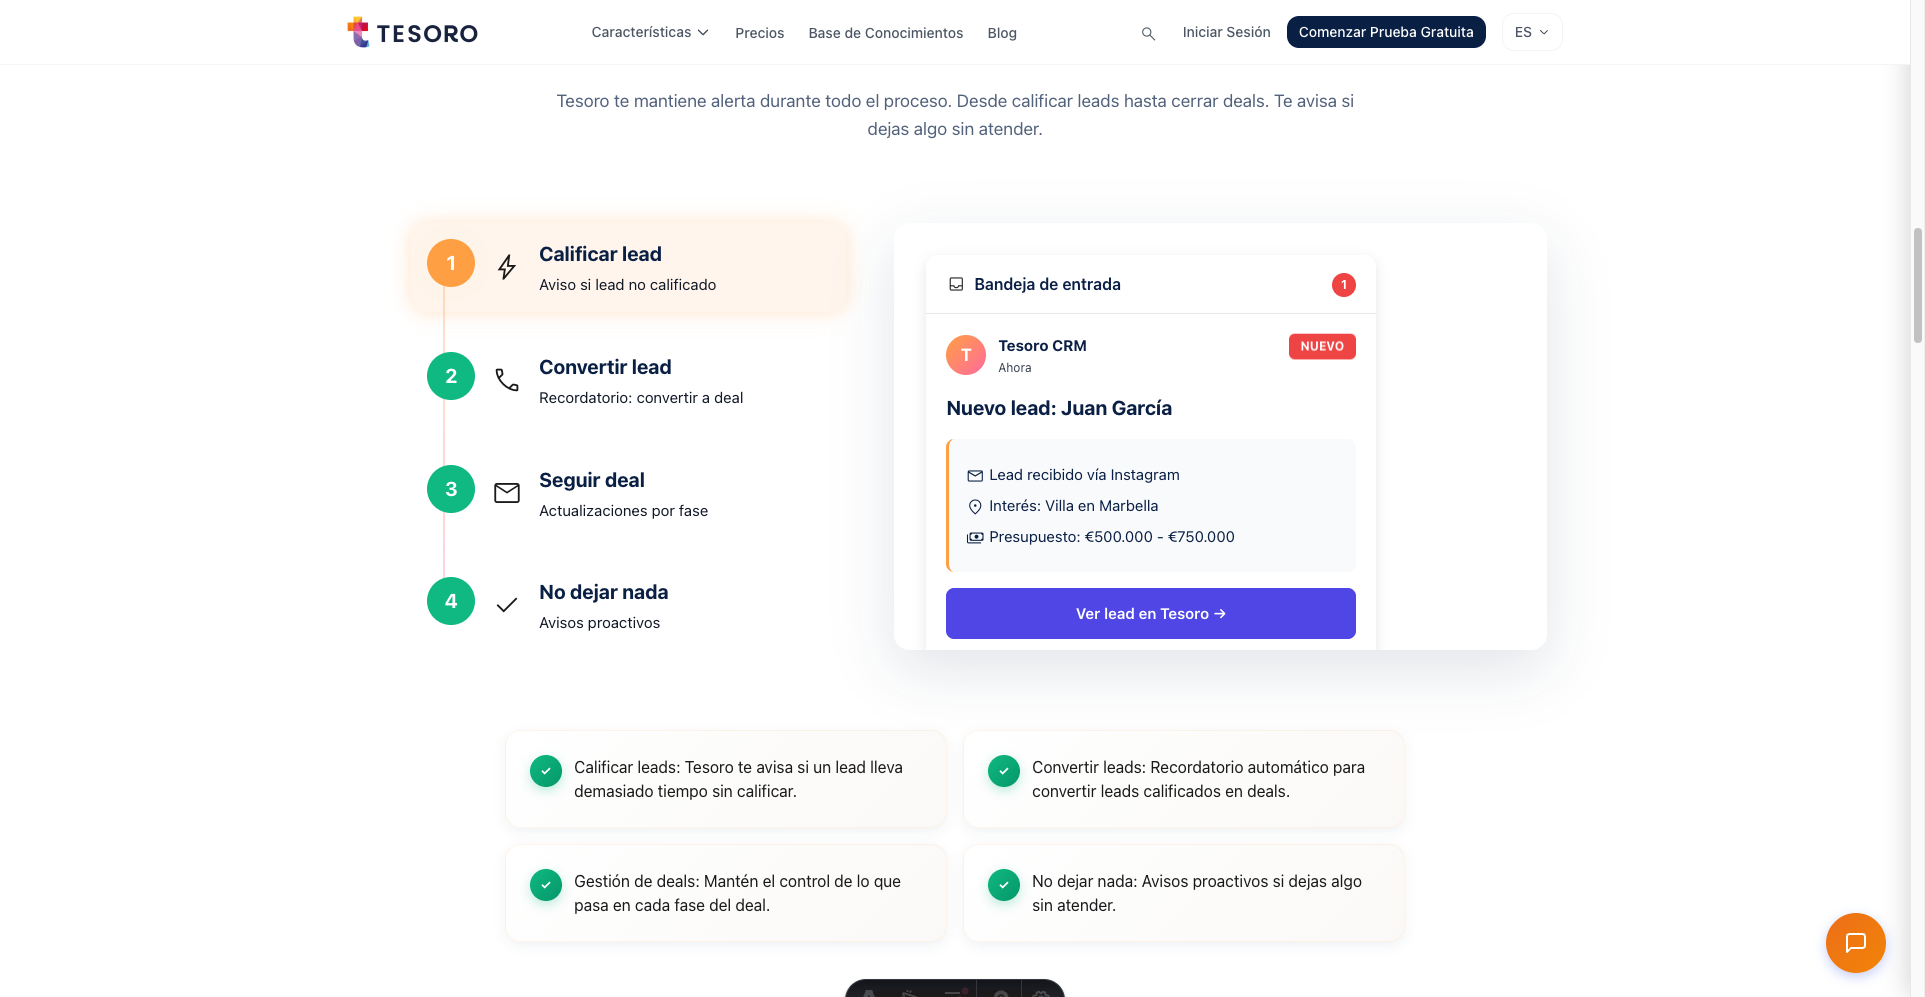 TESORO
Características
Precios
Base de Conocimientos
Blog
Iniciar Sesión
Comenzar Prueba Gratuita
ES
Tesoro te mantiene alerta durante todo el proceso. Desde calificar leads hasta cerrar deals. Te avisa si
dejas algo sin atender.
1
Calificar lead
Aviso si lead no calificado
2
Convertir lead
Recordatorio: convertir a deal
3
Seguir deal
Actualizaciones por fase
4
No dejar nada
Avisos proactivos
Bandeja de entrada
1
T
Tesoro CRM
NUEVO
Ahora
Nuevo lead: Juan García
Lead recibido vía Instagram
Interés: Villa en Marbella
Presupuesto: €500.000 - €750.000
Ver lead en Tesoro →
Calificar leads: Tesoro te avisa si un lead lleva
demasiado tiempo sin calificar.
Convertir leads: Recordatorio automático para
convertir leads calificados en deals.
Gestión de deals: Mantén el control de lo que
pasa en cada fase del deal.
No dejar nada: Avisos proactivos si dejas algo
sin atender.